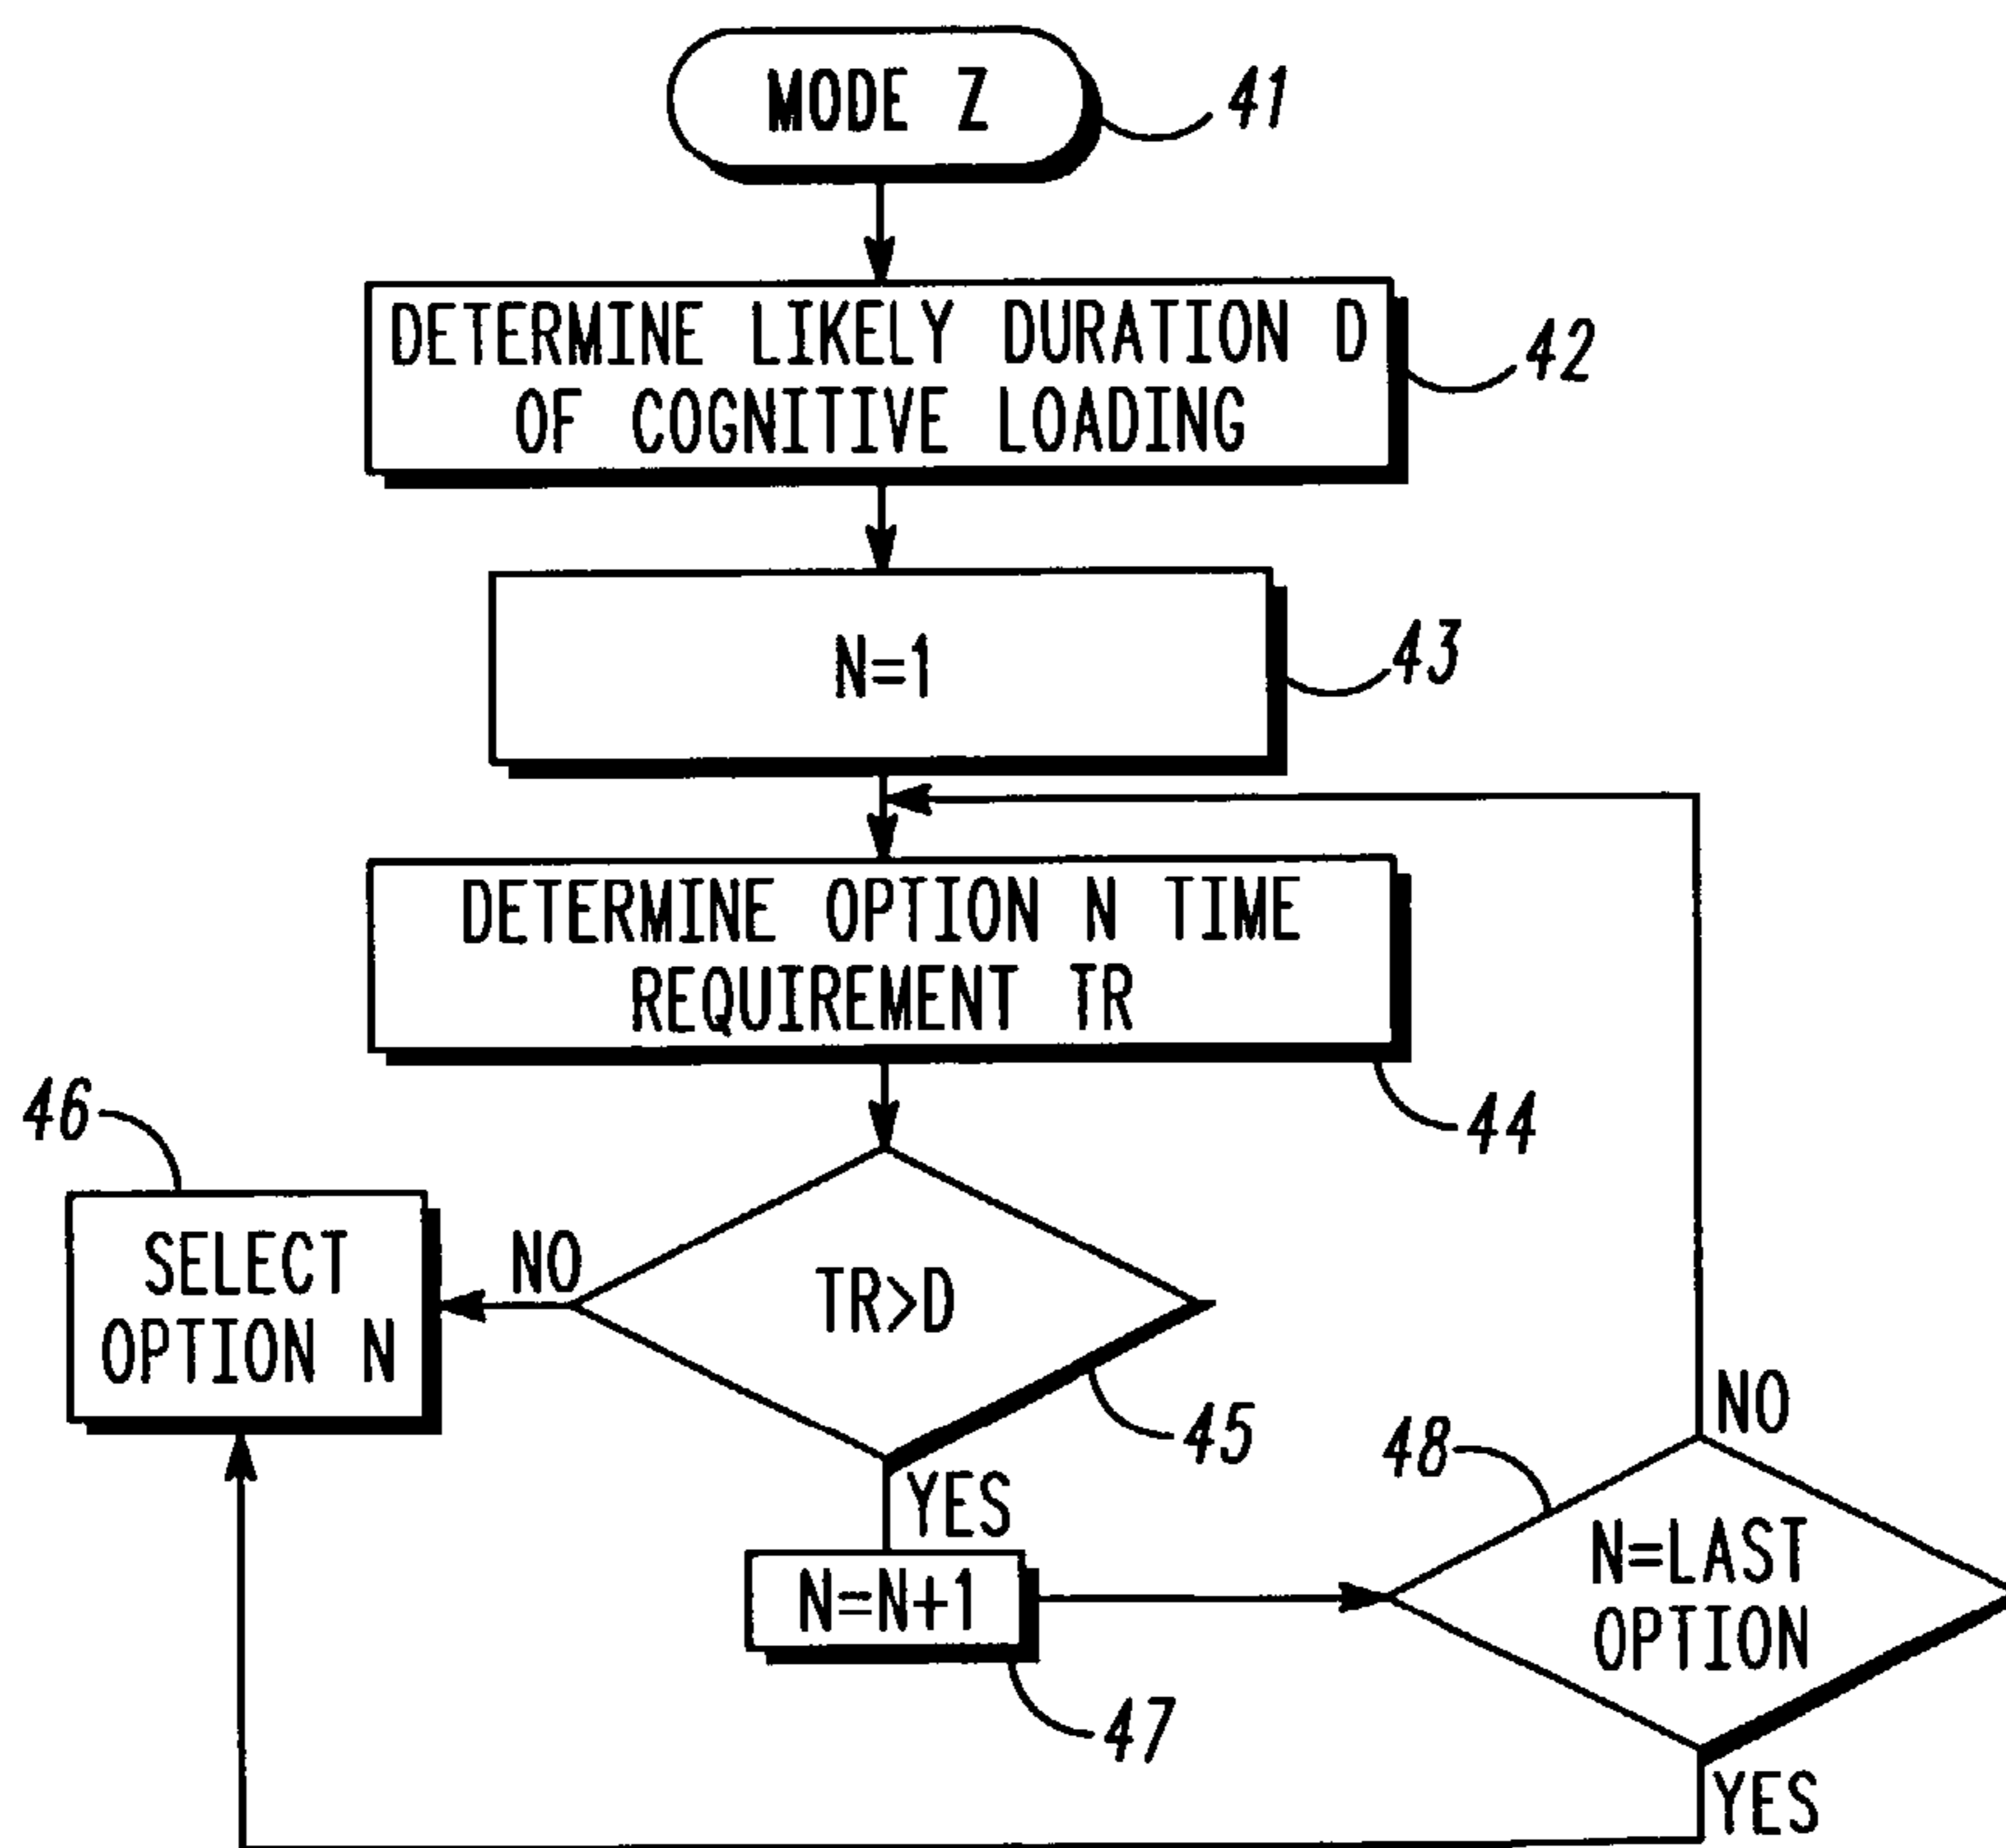 MODE Z
41
DETERMINE LIKELY DURATION D
OF COGNITIVE LOADING
42
N=1
43
DETERMINE OPTION N TIME
REQUIREMENT TR
44
46
SELECT
OPTION N
NO
TR>D
45
YES
N=N+1
47
48
NO
N=LAST
OPTION
YES